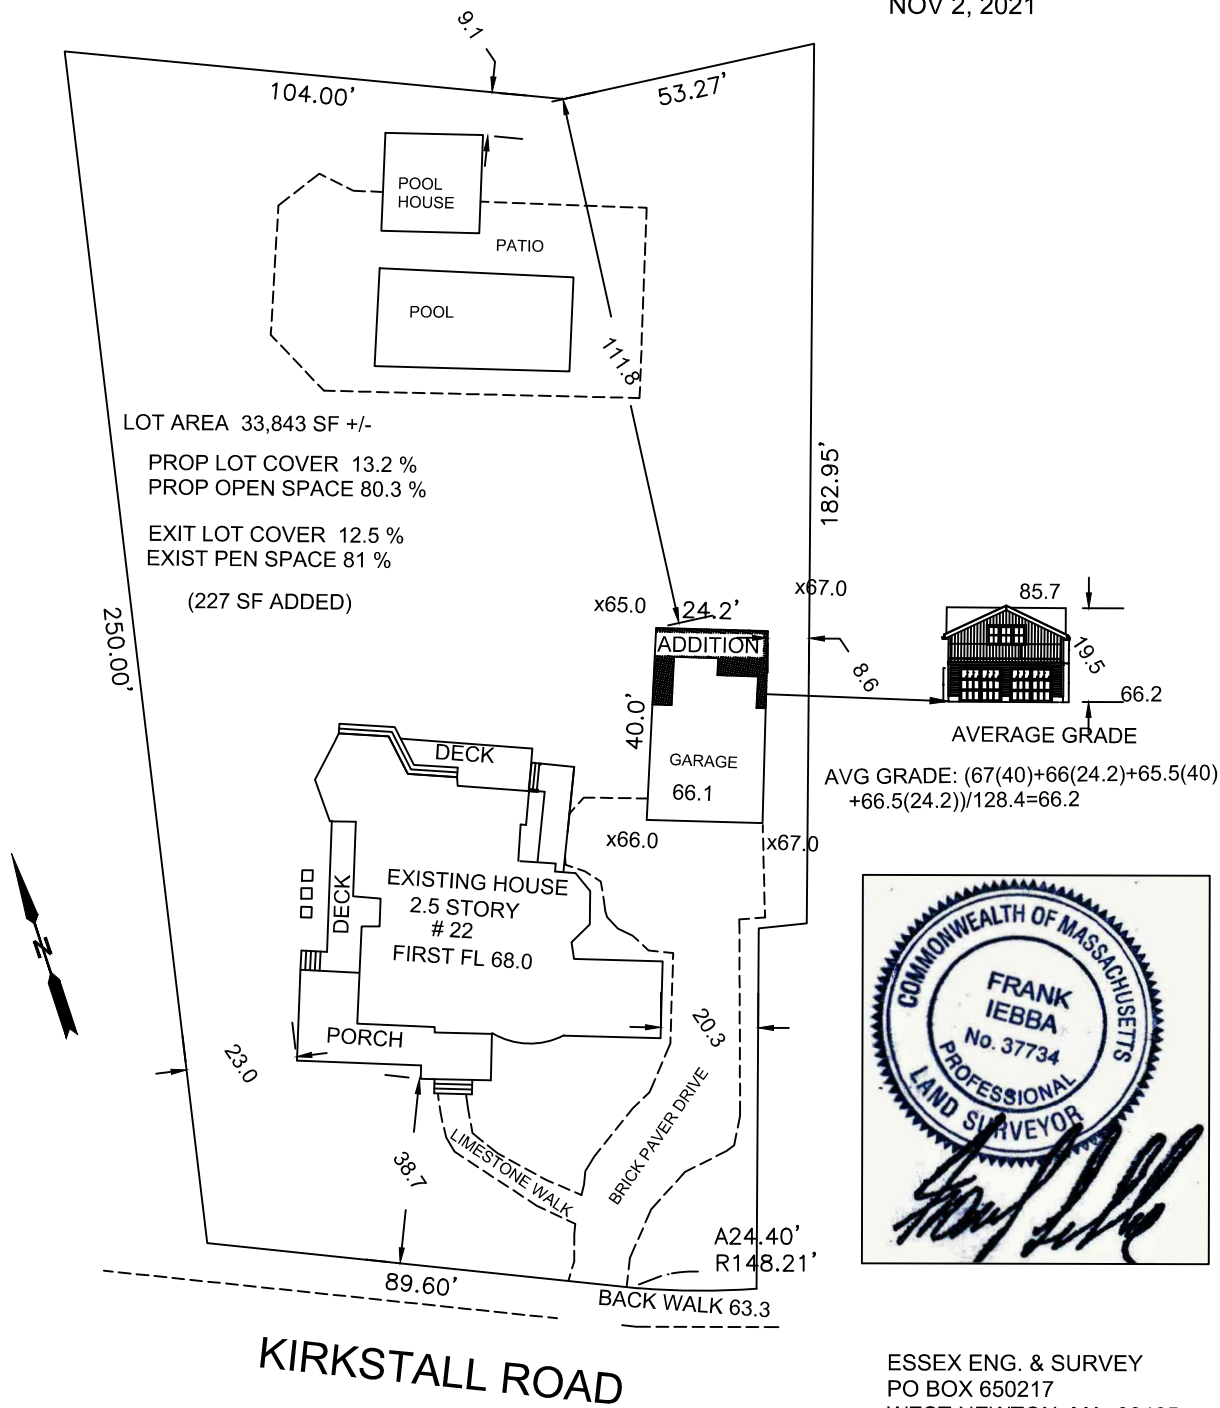 NOV 2, 2021
9.1
104.00'
53.27'
POOL
HOUSE
PATIO
POOL
111.8
LOT AREA 33,843 SF +/-
PROP LOT COVER 13.2 %
PROP OPEN SPACE 80.3 %
EXIT LOT COVER 12.5 %
EXIST PEN SPACE 81 %
(227 SF ADDED)
182.95'
250.00'
x65.0
24.2'
x67.0
85.7
ADDITION
8.6
19.5
66.2
40.0'
AVERAGE GRADE
DECK
GARAGE
66.1
AVG GRADE: (67(40)+66(24.2)+65.5(40)
+66.5(24.2))/128.4=66.2
x66.0
x67.0
DECK
EXISTING HOUSE
2.5 STORY
# 22
FIRST FL 68.0
N
COMMONWEALTH OF MASSACHUSETTS
FRANK
IEBBA
No. 37734
PROFESSIONAL
LAND SURVEYOR
PORCH
20.3
23.0
38.7
LIMESTONE WALK
BRICK PAVER DRIVE
A24.40'
R148.21'
89.60'
BACK WALK 63.3
KIRKSTALL ROAD
ESSEX ENG. & SURVEY
PO BOX 650217